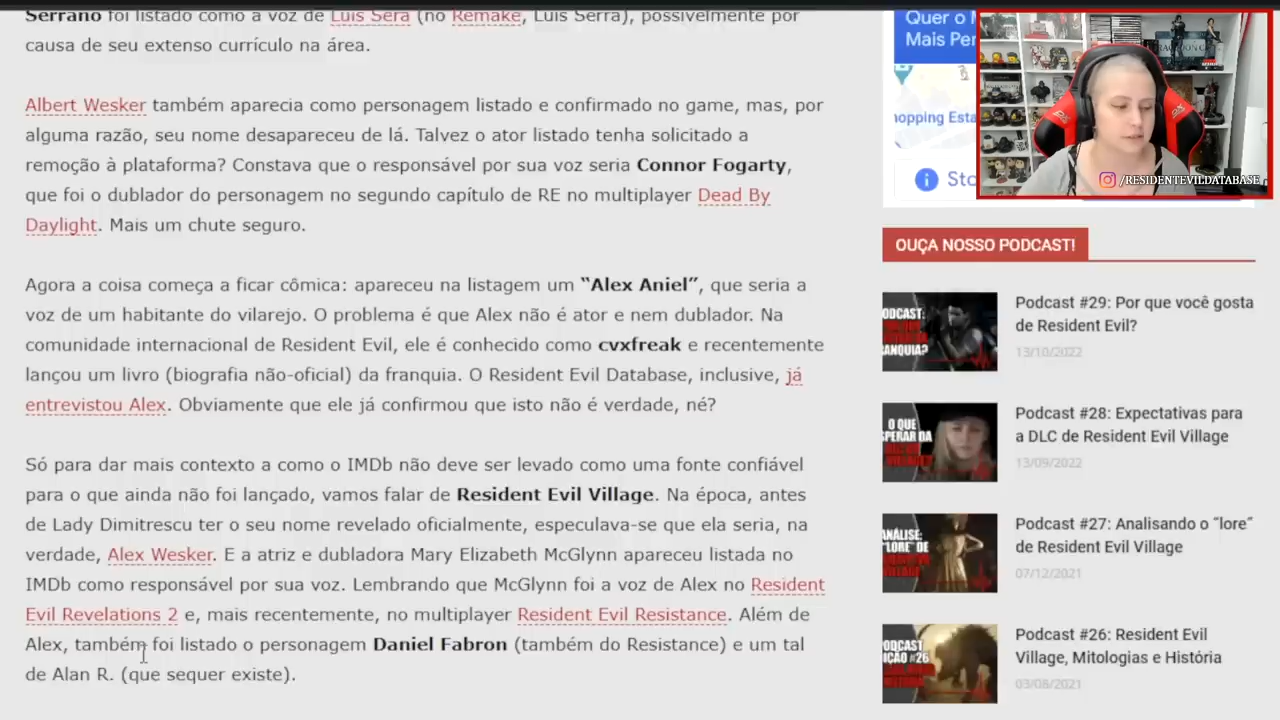 Serrano foi listado como a voz de Luis Sera (no Remake, Luis Serra), possivelmente por
causa de seu extenso currículo na área.
Albert Wesker também aparecia como personagem listado e confirmado no game, mas, por
alguma razão, seu nome desapareceu de lá. Talvez o ator listado tenha solicitado a
remoção à plataforma? Constava que o responsável por sua voz seria Connor Fogarty,
que foi o dublador do personagem no segundo capítulo de RE no multiplayer Dead By
Daylight. Mais um chute seguro.
Agora a coisa começa a ficar cômica: apareceu na listagem um “Alex Aniel”, que seria a
voz de um habitante do vilarejo. O problema é que Alex não é ator e nem dublador. Na
comunidade internacional de Resident Evil, ele é conhecido como cvxfreak e recentemente
lançou um livro (biografia não-oficial) da franquia. O Resident Evil Database, inclusive, já
entrevistou Alex. Obviamente que ele já confirmou que isto não é verdade, né?
Só para dar mais contexto a como o IMDb não deve ser levado como uma fonte confiável
para o que ainda não foi lançado, vamos falar de Resident Evil Village. Na época, antes
de Lady Dimitrescu ter o seu nome revelado oficialmente, especulava-se que ela seria, na
verdade, Alex Wesker. E a atriz e dubladora Mary Elizabeth McGlynn apareceu listada no
IMDb como responsável por sua voz. Lembrando que McGlynn foi a voz de Alex no Resident
Evil Revelations 2 e, mais recentemente, no multiplayer Resident Evil Resistance. Além de
Alex, também foi listado o personagem Daniel Fabron (também do Resistance) e um tal
de Alan R. (que sequer existe).
Quer o
Mais Per
hopping Esta
Sto
/RESIDENTEVILDATABASE
OUÇA NOSSO PODCAST!
Podcast #29: Por que você gosta
de Resident Evil?
13/10/2022
Podcast #28: Expectativas para
a DLC de Resident Evil Village
13/09/2022
Podcast #27: Analisando o “lore”
de Resident Evil Village
07/12/2021
Podcast #26: Resident Evil
Village, Mitologias e História
03/08/2021